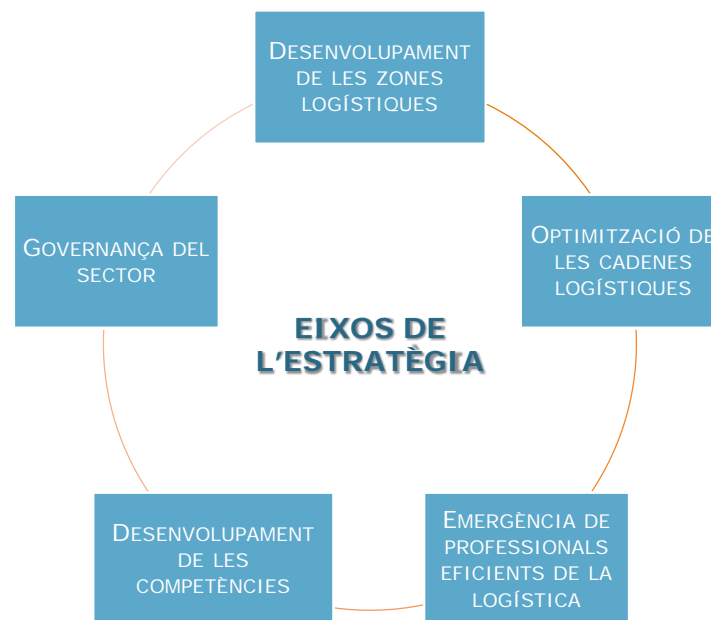 DESENVOLUPAMENT
DE LES ZONES
LOGÍSTIQUES
GOVERNANÇA DEL
SECTOR
OPTIMITZACIÓ DE
LES CADENES
LOGÍSTIQUES
EIXOS DE
L'ESTRATÈGIA
DESENVOLUPAMENT
DE LES
COMPETÈNCIES
EMERGÈNCIA DE
PROFESSIONALS
EFICIENTS DE LA
LOGÍSTICA